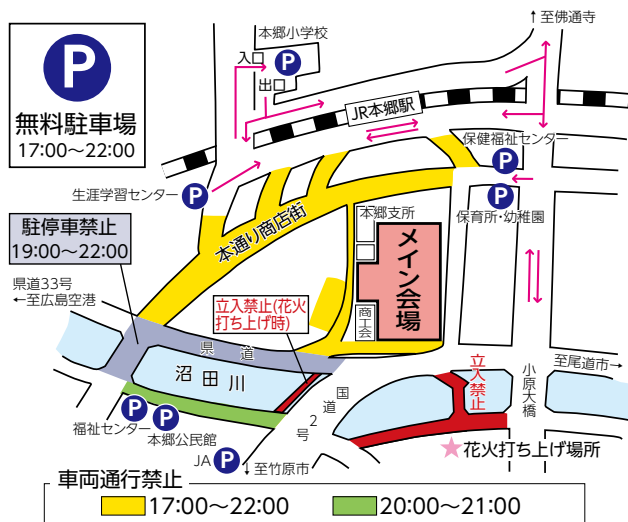 ↑至佛通寺
本郷小学校
P
入口
出口
P
無料駐車場
17:00〜22:00
JR本郷駅
保健福祉センター
P
生涯学習センター
P
P
保育所・幼稚園
本郷支所
駐停車禁止
19:00〜22:00
本通り商店街
メイン会場
県道33号
←至広島空港
立入禁止(花火
打ち上げ時)
商工会
県道
沼田川
国道2号
立入禁止
小原大橋
至尾道市→
P
P
福祉センター
本郷公民館
JA
P
↓至竹原市
★花火打ち上げ場所
車両通行禁止
17:00〜22:00
20:00〜21:00